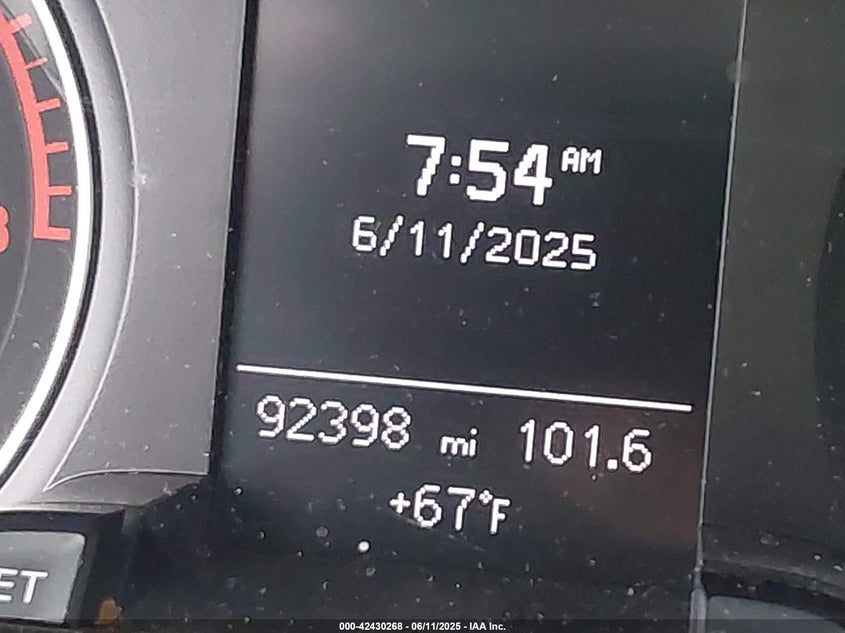 7:54 AM
6/11/2025
92398 mi 101.6
+67°F
8
ET
000-42430268 - 06/11/2025 - IAA Inc.